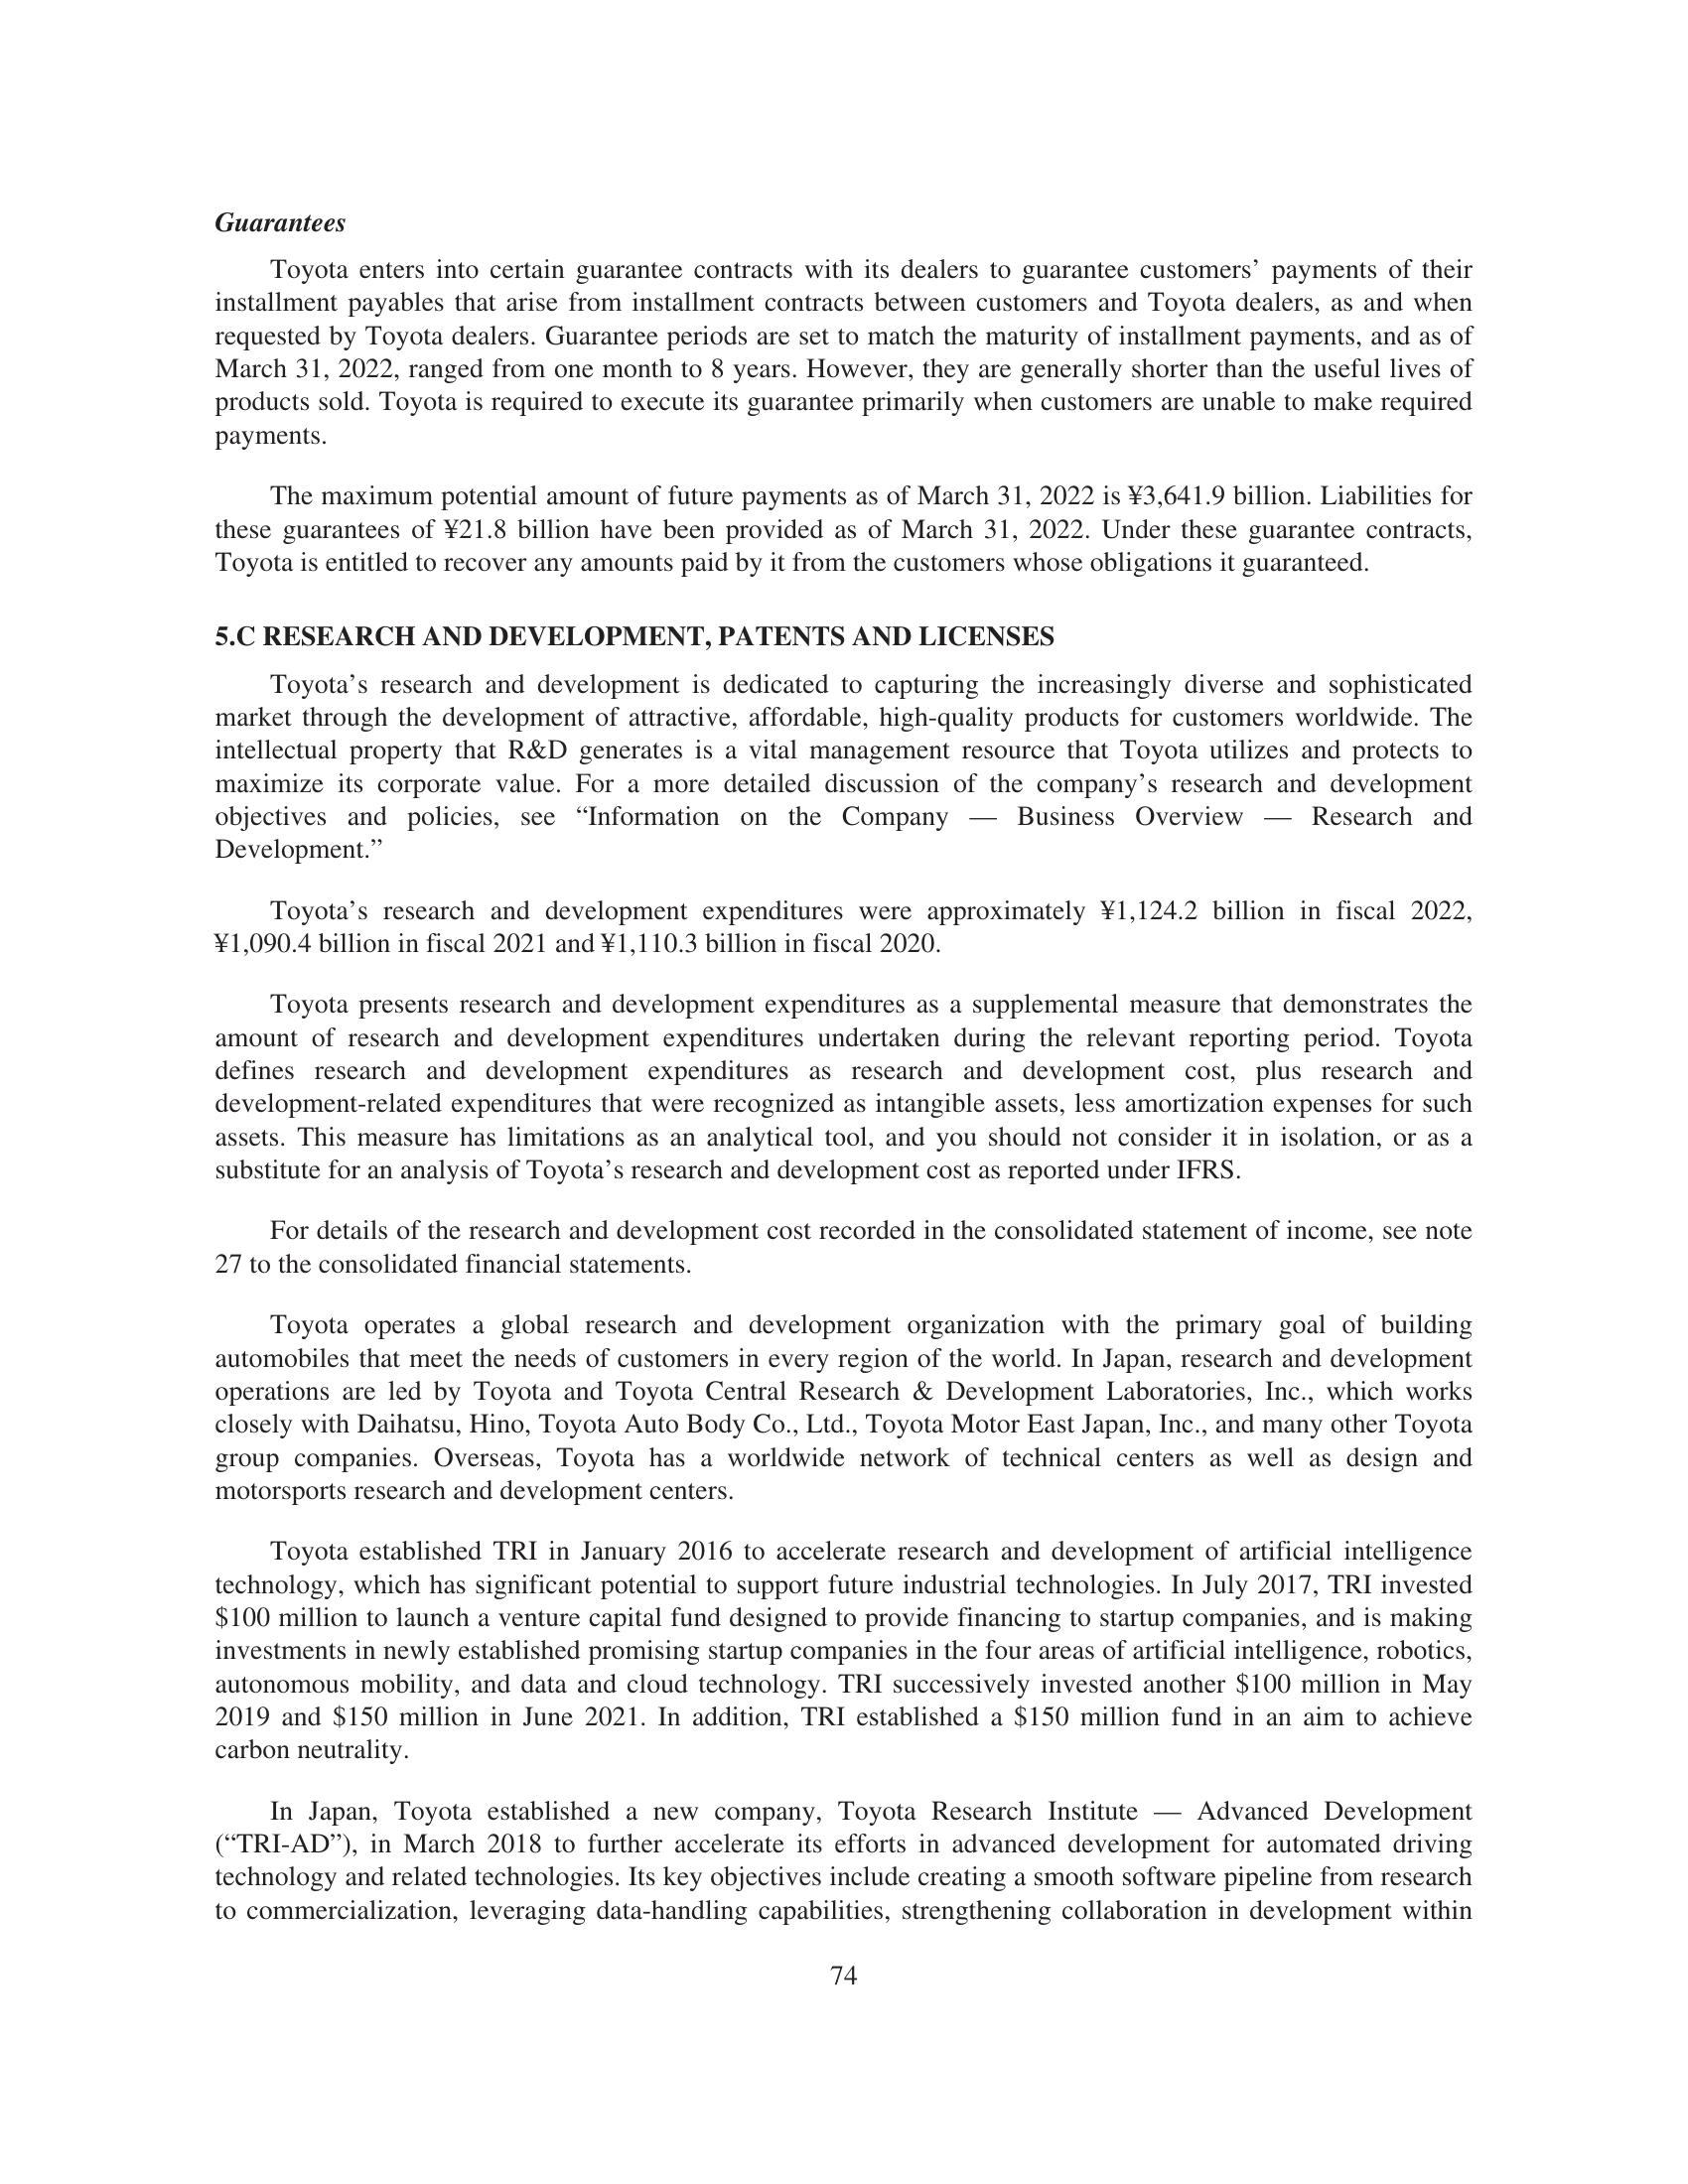 Guarantees
Toyota enters into certain guarantee contracts with its dealers to guarantee customers’ payments of their
installment payables that arise from installment contracts between customers and Toyota dealers, as and when
requested by Toyota dealers. Guarantee periods are set to match the maturity of installment payments, and as of
March 31, 2022, ranged from one month to 8 years. However, they are generally shorter than the useful lives of
products sold. Toyota is required to execute its guarantee primarily when customers are unable to make required
payments.
The maximum potential amount of future payments as of March 31, 2022 is ¥3,641.9 billion. Liabilities for
these guarantees of ¥21.8 billion have been provided as of March 31, 2022. Under these guarantee contracts,
Toyota is entitled to recover any amounts paid by it from the customers whose obligations it guaranteed.
5.C RESEARCH AND DEVELOPMENT, PATENTS AND LICENSES
Toyota’s research and development is dedicated to capturing the increasingly diverse and sophisticated
market through the development of attractive, affordable, high-quality products for customers worldwide. The
intellectual property that R&D generates is a vital management resource that Toyota utilizes and protects to
maximize its corporate value. For a more detailed discussion of the company’s research and development
objectives and policies, see “Information on the Company — Business Overview — Research and
Development.”
Toyota’s research and development expenditures were approximately ¥1,124.2 billion in fiscal 2022,
¥1,090.4 billion in fiscal 2021 and ¥1,110.3 billion in fiscal 2020.
Toyota presents research and development expenditures as a supplemental measure that demonstrates the
amount of research and development expenditures undertaken during the relevant reporting period. Toyota
defines research and development expenditures as research and development cost, plus research and
development-related expenditures that were recognized as intangible assets, less amortization expenses for such
assets. This measure has limitations as an analytical tool, and you should not consider it in isolation, or as a
substitute for an analysis of Toyota’s research and development cost as reported under IFRS.
For details of the research and development cost recorded in the consolidated statement of income, see note
27 to the consolidated financial statements.
Toyota operates a global research and development organization with the primary goal of building
automobiles that meet the needs of customers in every region of the world. In Japan, research and development
operations are led by Toyota and Toyota Central Research & Development Laboratories, Inc., which works
closely with Daihatsu, Hino, Toyota Auto Body Co., Ltd., Toyota Motor East Japan, Inc., and many other Toyota
group companies. Overseas, Toyota has a worldwide network of technical centers as well as design and
motorsports research and development centers.
Toyota established TRI in January 2016 to accelerate research and development of artificial intelligence
technology, which has significant potential to support future industrial technologies. In July 2017, TRI invested
$100 million to launch a venture capital fund designed to provide financing to startup companies, and is making
investments in newly established promising startup companies in the four areas of artificial intelligence, robotics,
autonomous mobility, and data and cloud technology. TRI successively invested another $100 million in May
2019 and $150 million in June 2021. In addition, TRI established a $150 million fund in an aim to achieve
carbon neutrality.
In Japan, Toyota established a new company, Toyota Research Institute — Advanced Development
(“TRI-AD”), in March 2018 to further accelerate its efforts in advanced development for automated driving
technology and related technologies. Its key objectives include creating a smooth software pipeline from research
to commercialization, leveraging data-handling capabilities, strengthening collaboration in development within
74